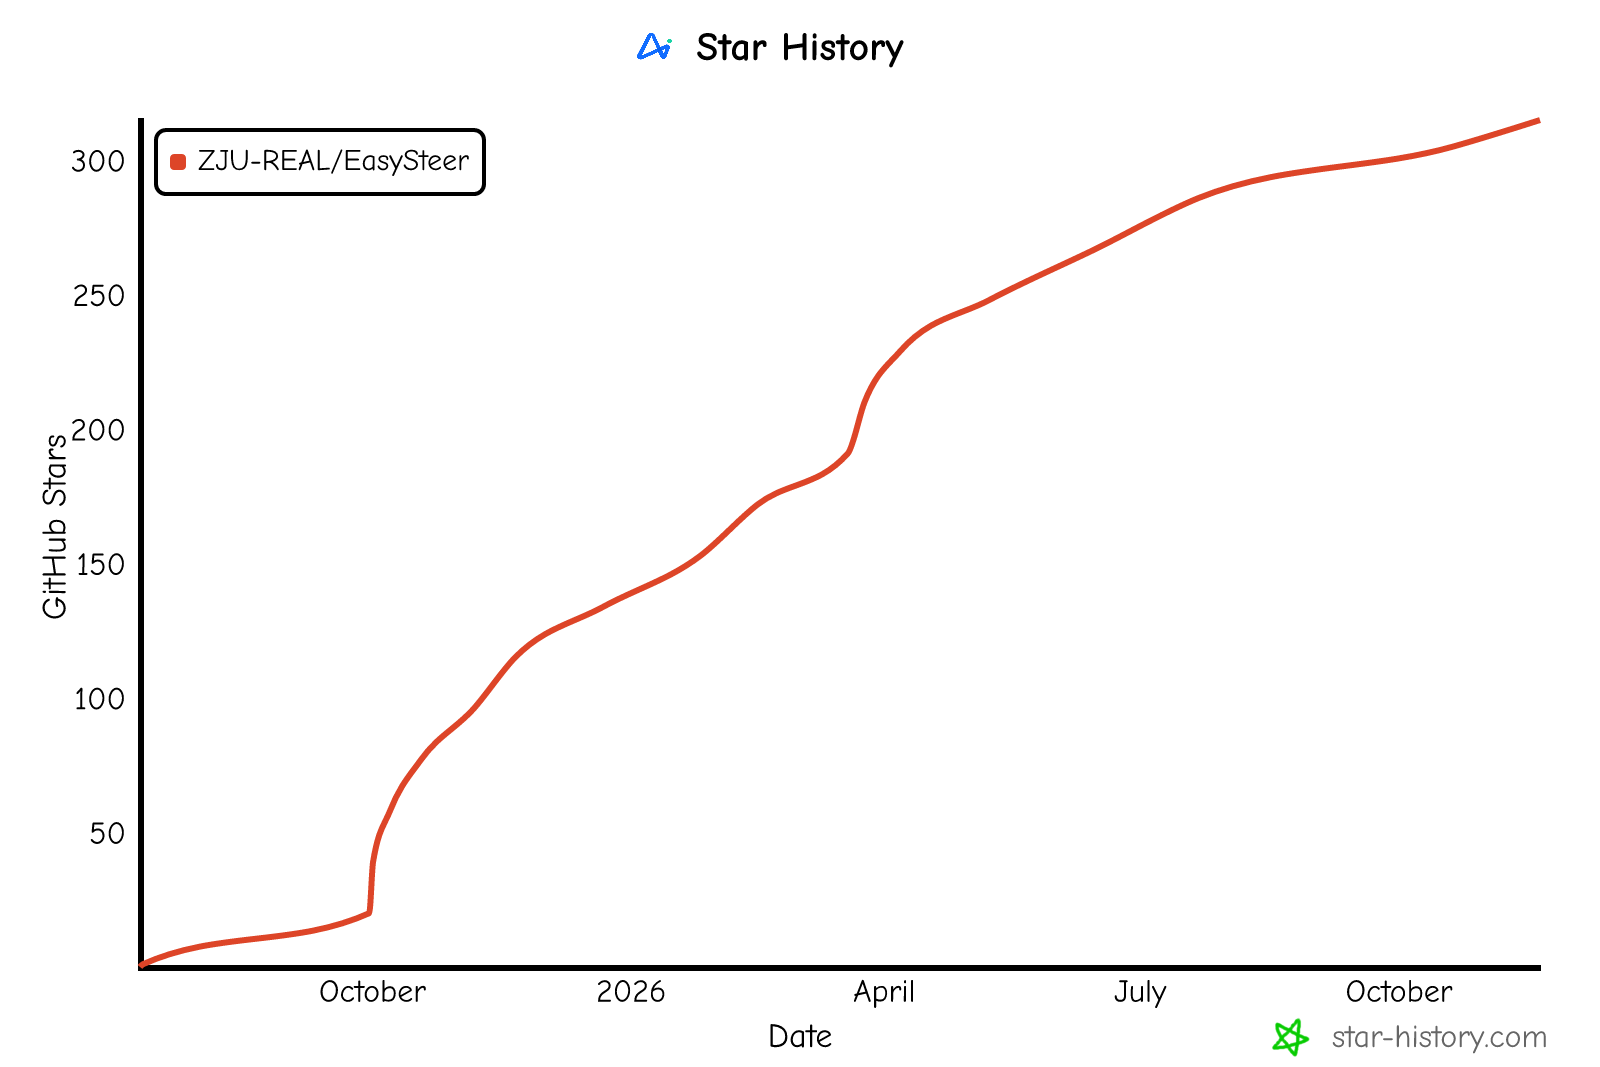 Star History
ZJU-REAL/EasySteer
300
250
200
150
100
50
GitHub Stars
October
2026
April
July
October
Date
star-history.com